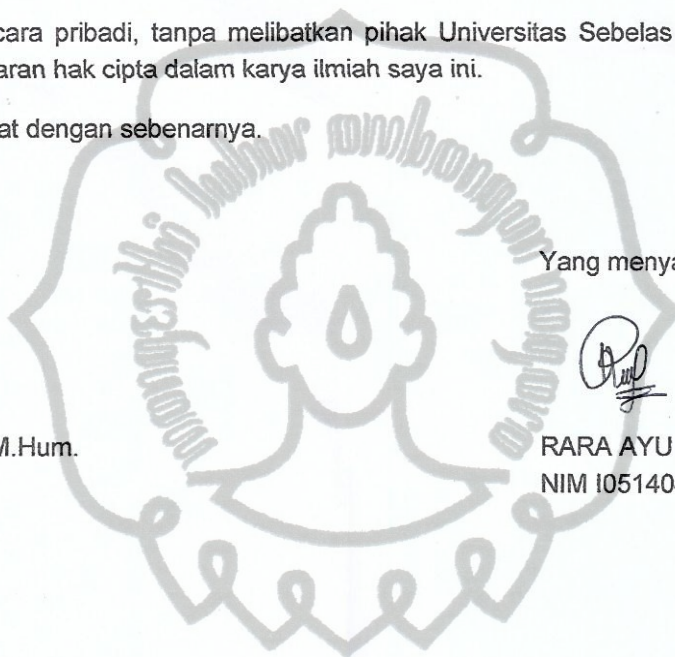 cara pribadi, tanpa melibatkan pihak Universitas Sebelas
aran hak cipta dalam karya ilmiah saya ini.
at dengan sebenarnya.
Yang menya
M.Hum.
RARA AYU
NIM I05140